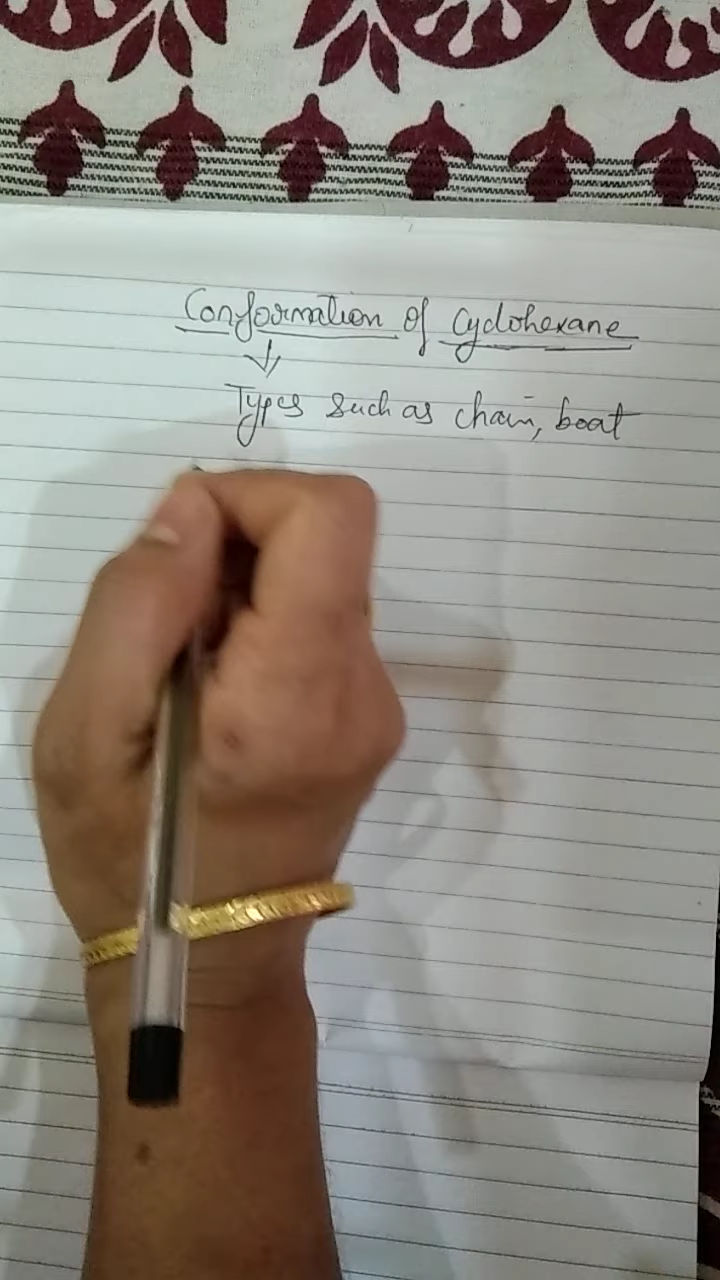 Conformation of Cyclohexane
Types such as chair, boat